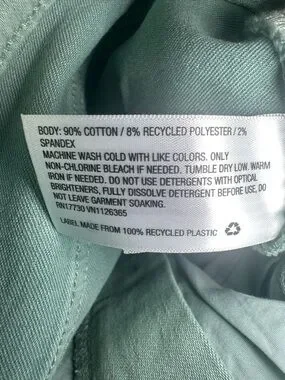 BODY: 90% COTTON / 8% RECYCLED POLYESTER / 2%
SPANDEX
MACHINE WASH COLD WITH LIKE COLORS. ONLY
NON-CHLORINE BLEACH IF NEEDED. TUMBLE DRY LOW. WARM
IRON IF NEEDED. DO NOT USE DETERGENTS WITH OPTICAL
BRIGHTENERS, FULLY DISSOLVE DETERGENT BEFORE USE, DO
NOT LEAVE GARMENT SOAKING.
RN17730 VN1126365
LABEL MADE FROM 100% RECYCLED PLASTIC